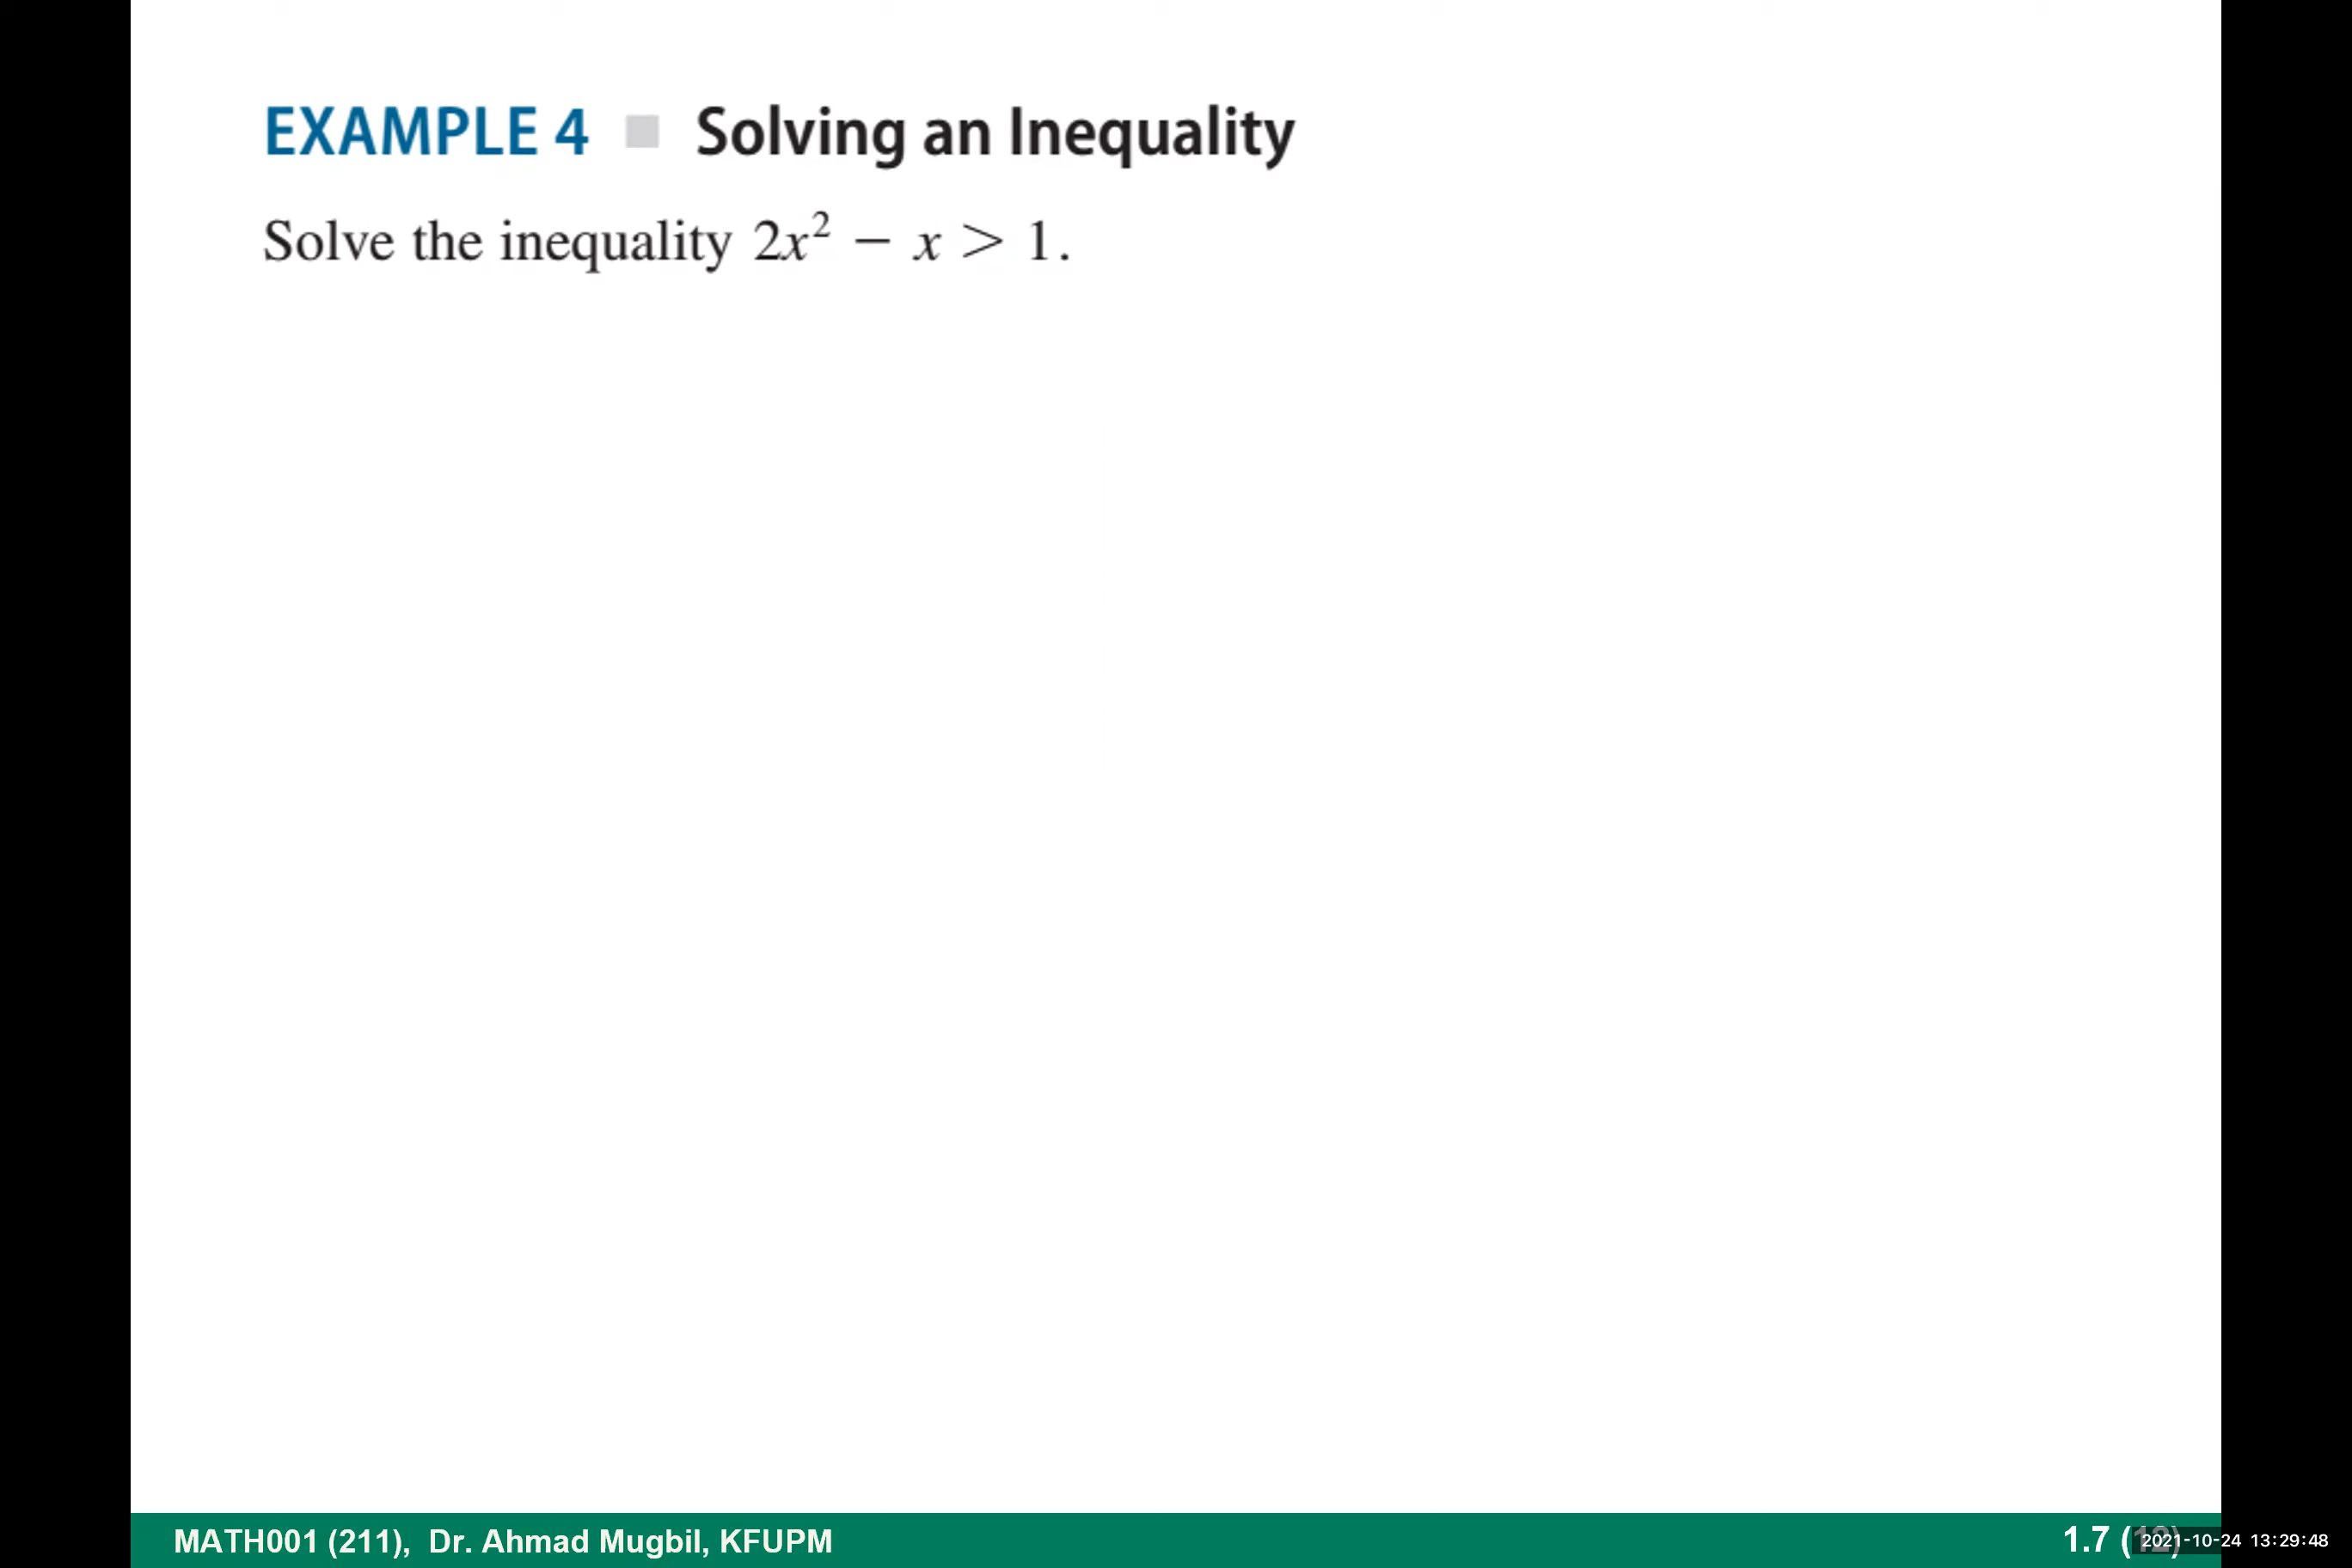 EXAMPLE 4 ■ Solving an Inequality
Solve the inequality 2x² − x > 1.
MATH001 (211), Dr. Ahmad Mugbil, KFUPM
1.7 (12)
2021-10-24 13:29:48